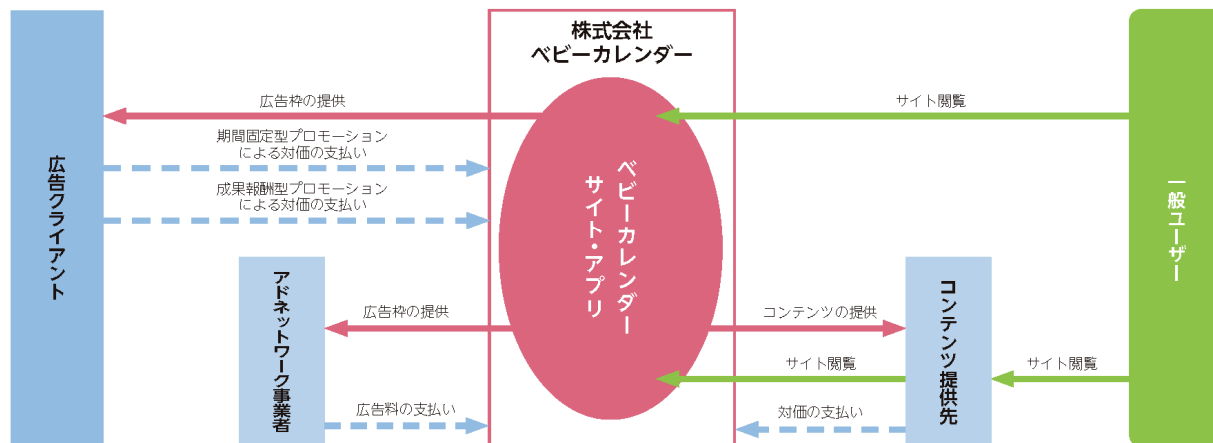 株式会社
ベビーカレンダー
広告枠の提供
サイト閲覧
期間固定型プロモーション
による対価の支払い
成果報酬型プロモーション
による対価の支払い
広告クライアント
ベビーカレンダー
サイト・アプリ
一般ユーザー
アドネットワーク事業者
広告枠の提供
コンテンツの提供
コンテンツ提供先
サイト閲覧
サイト閲覧
広告料の支払い
対価の支払い